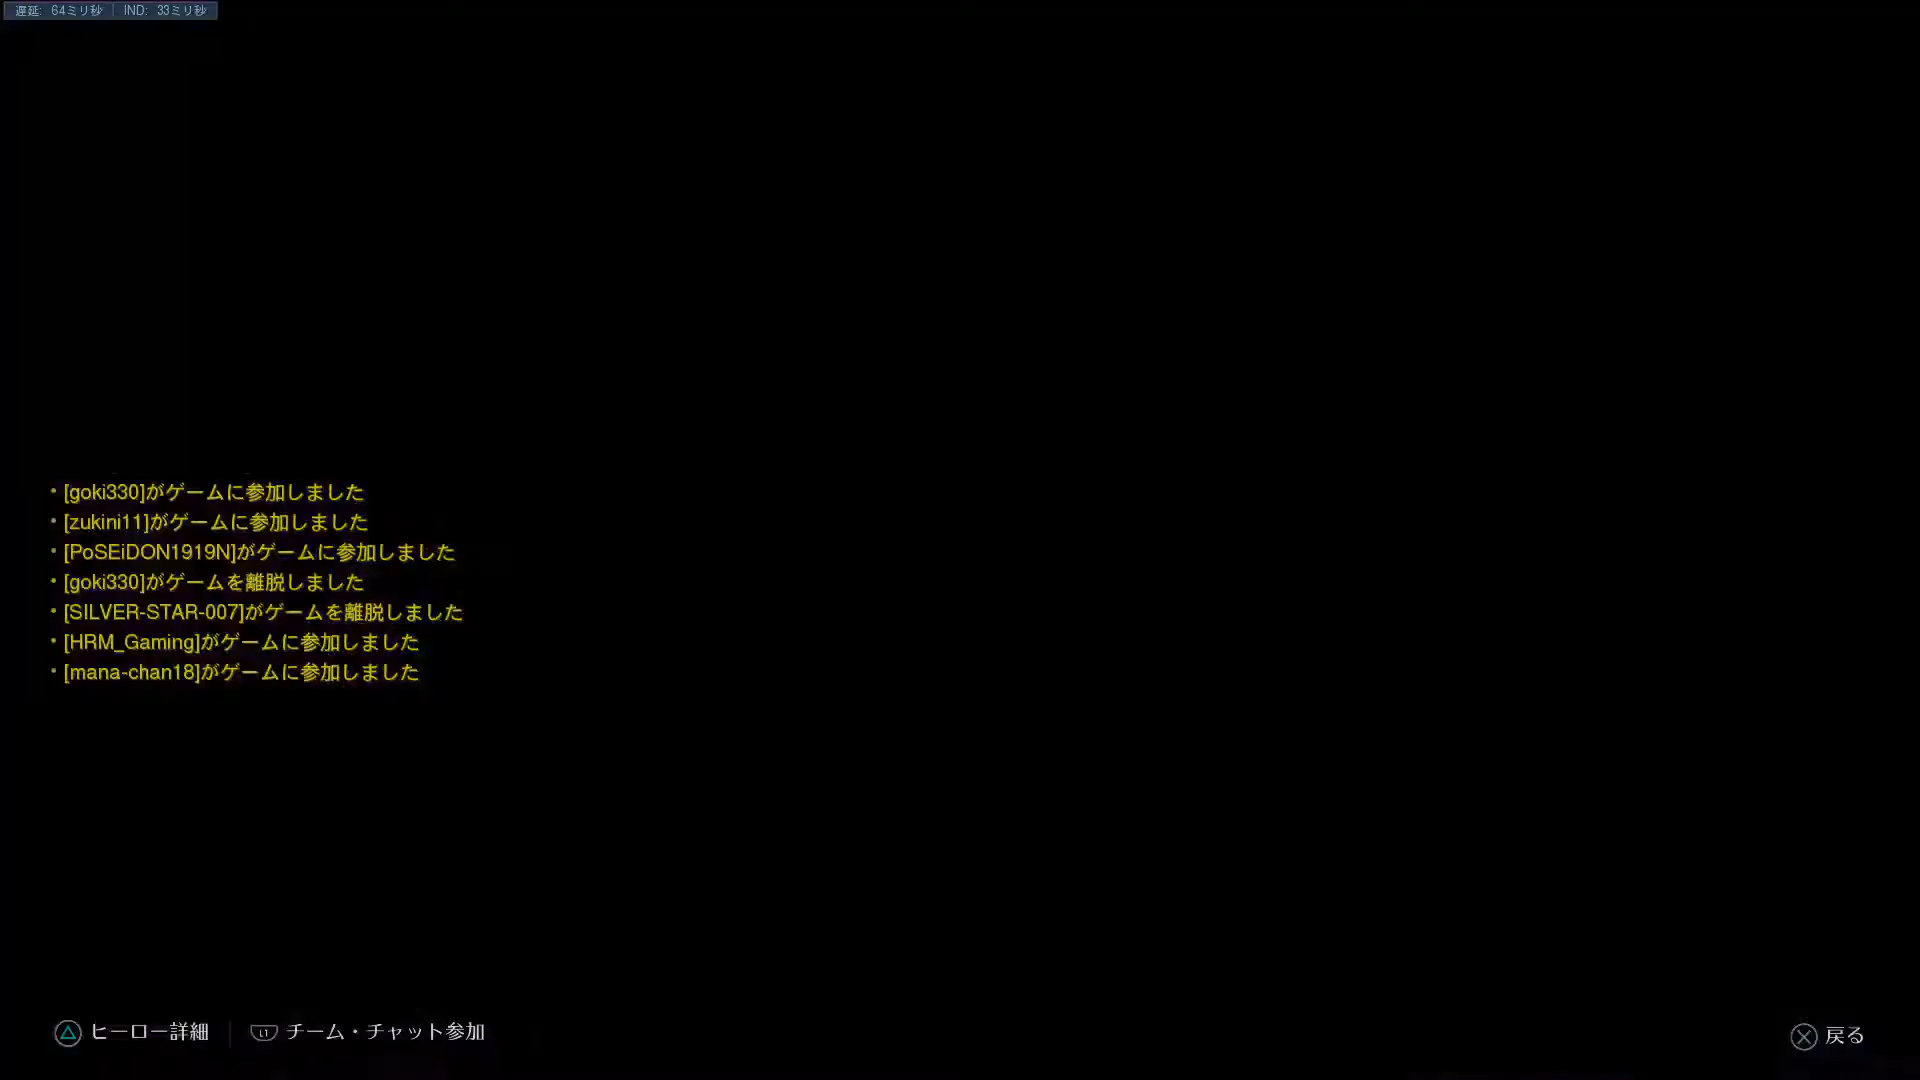 遅延: 64ミリ秒 | IND: 33ミリ秒
・[goki330]がゲームに参加しました
・[zukini11]がゲームに参加しました
・[PoSEiDON1919N]がゲームに参加しました
・[goki330]がゲームを離脱しました
・[SILVER-STAR-007]がゲームを離脱しました
・[HRM_Gaming]がゲームに参加しました
・[mana-chan18]がゲームに参加しました
ヒーロー詳細 | L1 チーム・チャット参加
戻る